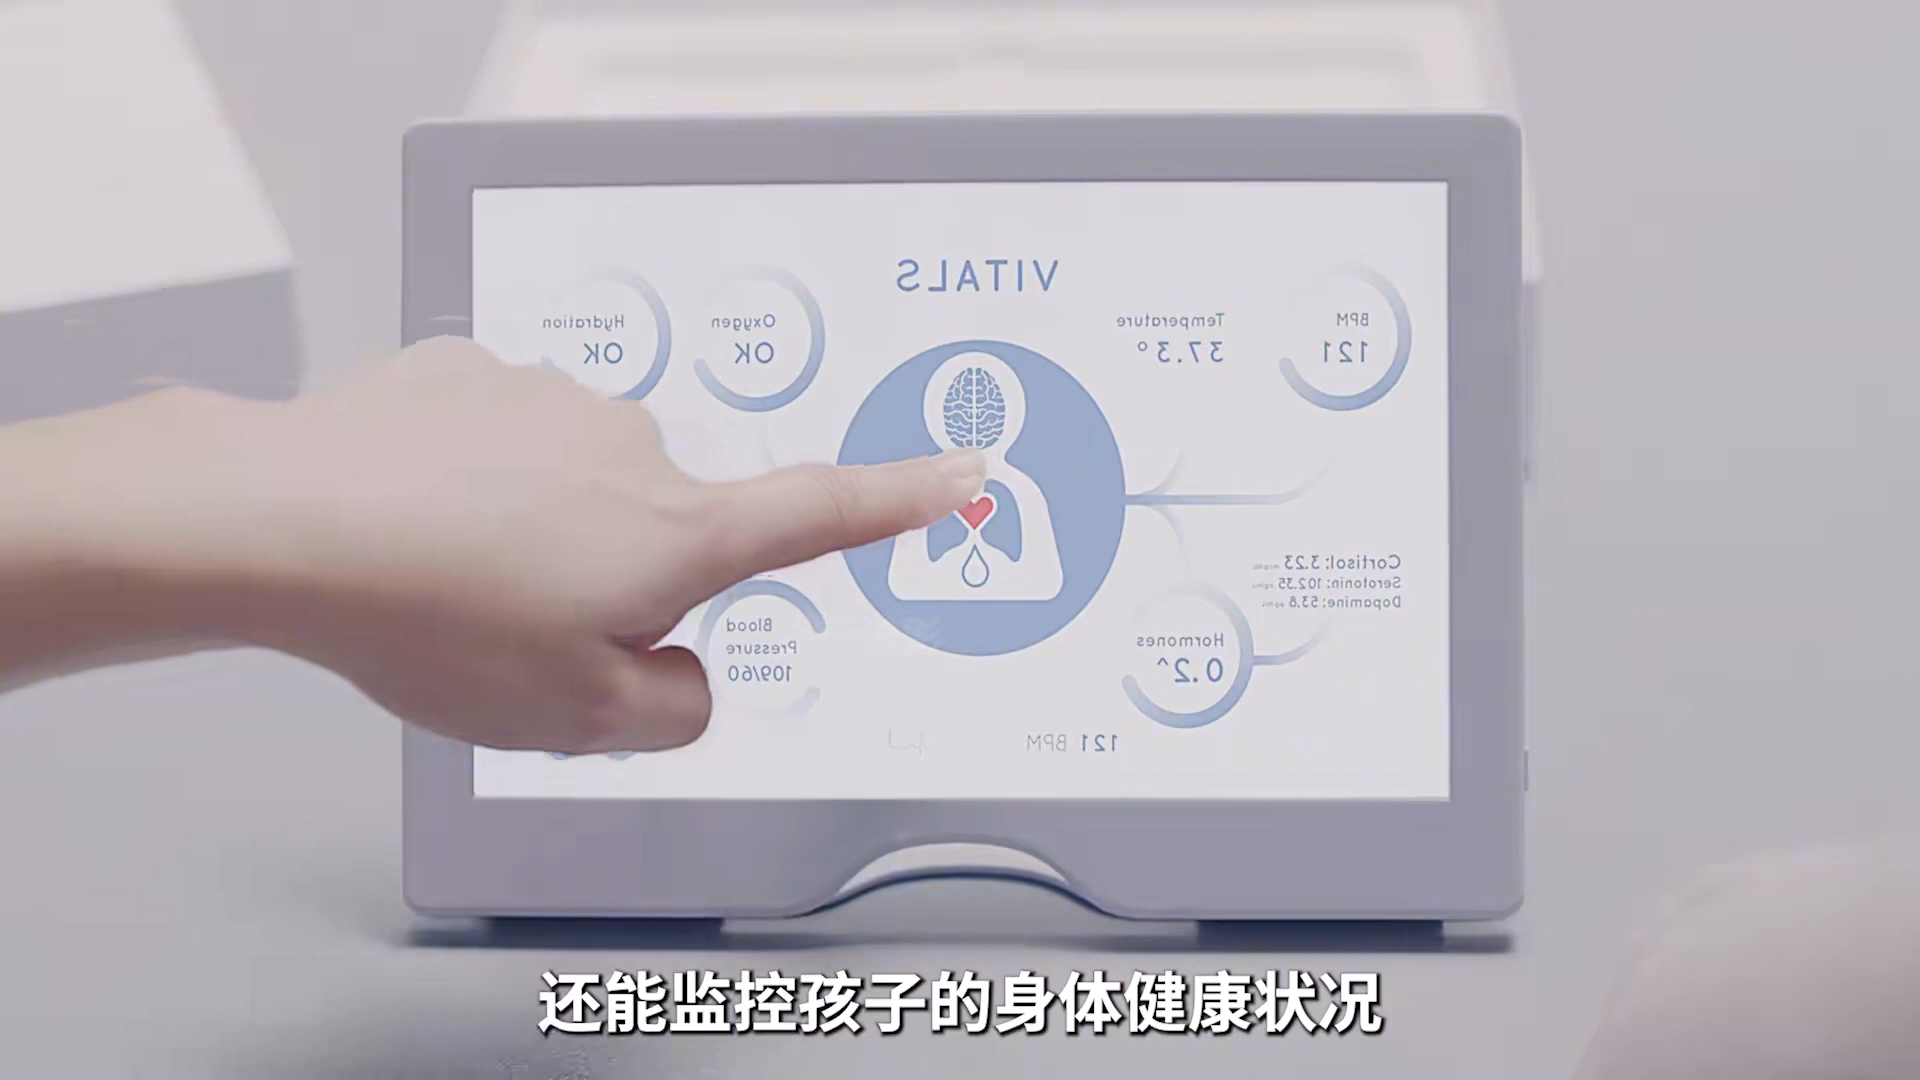 VITALS
BPM
121
Temperature
37.3°
Oxygen
OK
Hydration
OK
Cortisol: 3.23
Serotonin: 102.35
Dopamine: 53.8
Hormones
0.2^
Blood
Pressure
109/60
121 BPM
还能监控孩子的身体健康状况